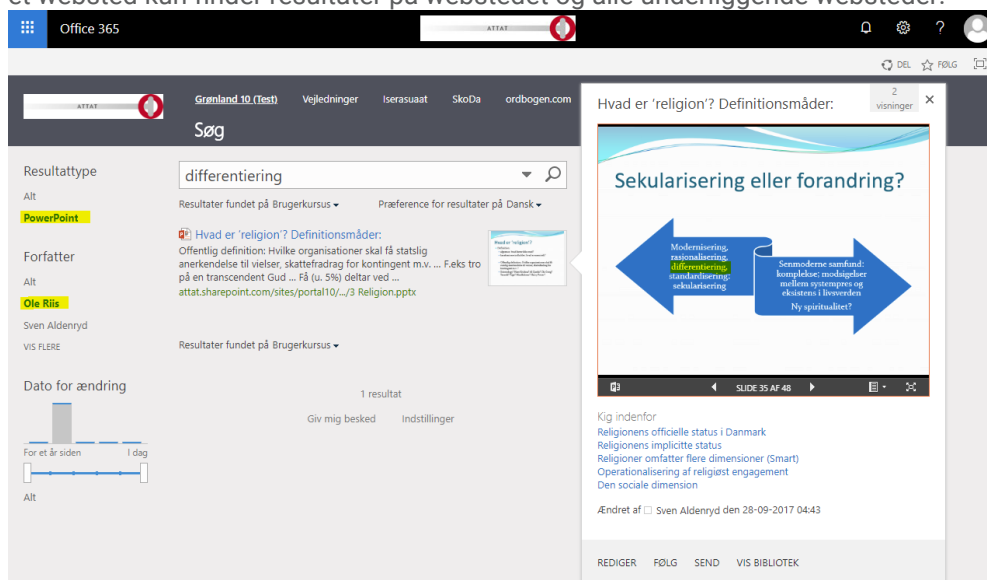 et websted kan finder resultater på webstedet og alle underliggende websteder.
Office 365
ATTAT
?
DEL FØLG
ATTAT
Grønland 10 (Test) Vejledninger Iserasuaat SkoDa ordbogen.com
Søg
Resultattype
Alt
PowerPoint
Forfatter
Alt
Ole Riis
Sven Aldenryd
VIS FLERE
Dato for ændring
For et år siden I dag
Alt
differentiering
Resultater fundet på Brugerkursus Præference for resultater på Dansk
Hvad er 'religion'? Definitionsmåder:
Offentlig definition: Hvilke organisationer skal få statslig
anerkendelse til vielser, skattefradrag for kontingent m.v. ... F.eks tro
på en transcendent Gud ... Få (u. 5%) deltar ved ...
attat.sharepoint.com/sites/portal10/.../3 Religion.pptx
Resultater fundet på Brugerkursus
1 resultat
Giv mig besked Indstillinger
Hvad er 'religion'? Definitionsmåder:
2
visninger
Sekularisering eller forandring?
Modernisering,
rasjonalisering,
differentiering,
standardisering:
sekularisering
Senmoderne samfund:
komplekse; modsigelser
mellem systempres og
eksistens i livsverden
Ny spiritualitet?
SLIDE 35 AF 48
Kig indenfor
Religionens officielle status i Danmark
Religionens implicitte status
Religioner omfatter flere dimensioner (Smart)
Operationalisering af religiøst engagement
Den sociale dimension
Ændret af Sven Aldenryd den 28-09-2017 04:43
REDIGER FØLG SEND VIS BIBLIOTEK